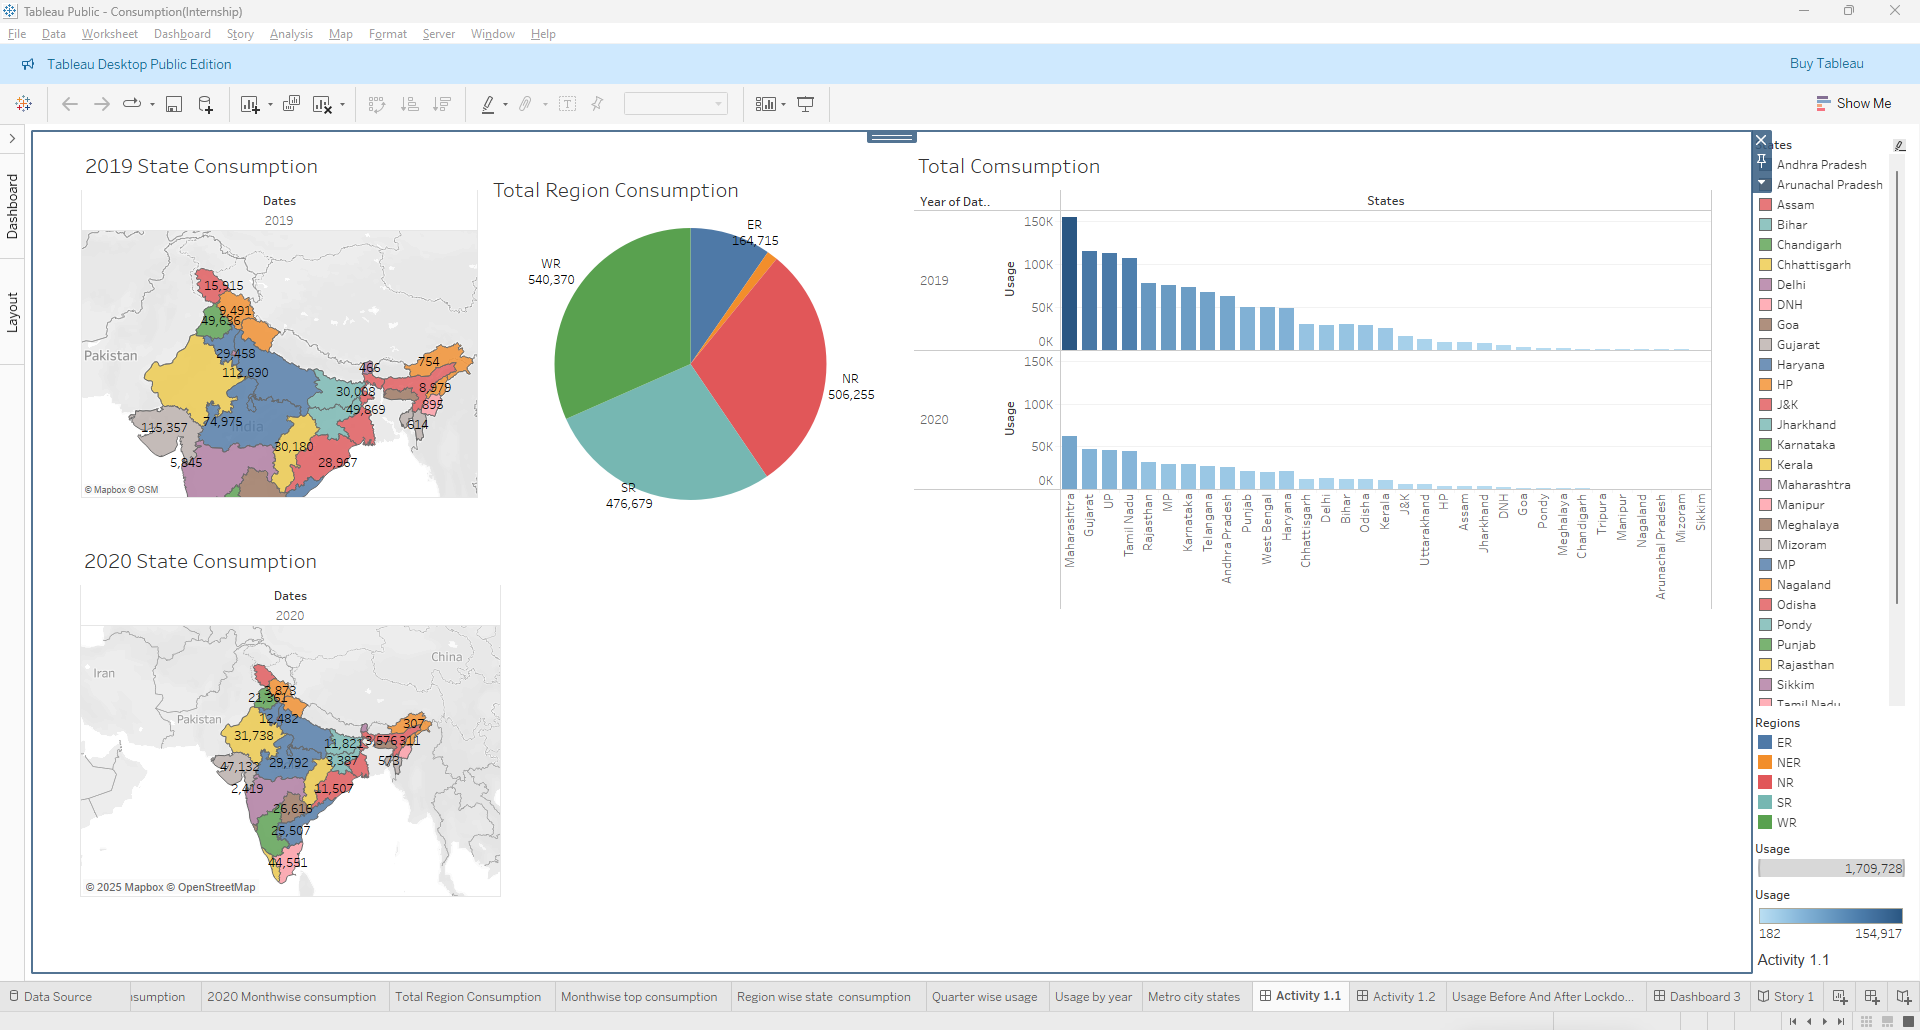 Tableau Public - Consumption(Internship)
File Data Worksheet Dashboard Story Analysis Map Format Server Window Help
Tableau Desktop Public Edition
Buy Tableau
Show Me
Dashboard
Layout
2019 State Consumption
Dates
2019
15,915
9,491
49,636
29,458
112,690
466
754
30,008
8,979
49,869
895
115,357
74,975
614
30,180
5,845
28,967
Pakistan
India
© Mapbox © OSM
Total Region Consumption
ER
164,715
WR
540,370
NR
506,255
SR
476,679
Total Comsumption
Year of Dat..
States
2019
Usage
150K
100K
50K
0K
2020
Usage
150K
100K
50K
0K
Maharashtra
Gujarat
UP
Tamil Nadu
Rajasthan
MP
Karnataka
Telangana
Andhra Pradesh
Punjab
West Bengal
Haryana
Chhattisgarh
Delhi
Bihar
Odisha
Kerala
J&K
Uttarakhand
HP
Assam
Jharkhand
DNH
Goa
Pondy
Meghalaya
Chandigarh
Tripura
Manipur
Nagaland
Arunachal Pradesh
Mizoram
Sikkim
2020 State Consumption
Dates
2020
Iran
China
Pakistan
3,873
21,361
12,482
307
31,738
11,821
3,576
311
47,132
29,792
3,387
573
2,419
11,507
26,616
25,507
44,551
© 2025 Mapbox © OpenStreetMap
Andhra Pradesh
Arunachal Pradesh
Assam
Bihar
Chandigarh
Chhattisgarh
Delhi
DNH
Goa
Gujarat
Haryana
HP
J&K
Jharkhand
Karnataka
Kerala
Maharashtra
Manipur
Meghalaya
Mizoram
MP
Nagaland
Odisha
Pondy
Punjab
Rajasthan
Sikkim
Tamil Nadu
Regions
ER
NER
NR
SR
WR
Usage
1,709,728
Usage
182 154,917
Activity 1.1
Data Source
2020 Monthwise consumption
Total Region Consumption
Monthwise top consumption
Region wise state consumption
Quarter wise usage
Usage by year
Metro city states
Activity 1.1
Activity 1.2
Usage Before And After Lockdo...
Dashboard 3
Story 1